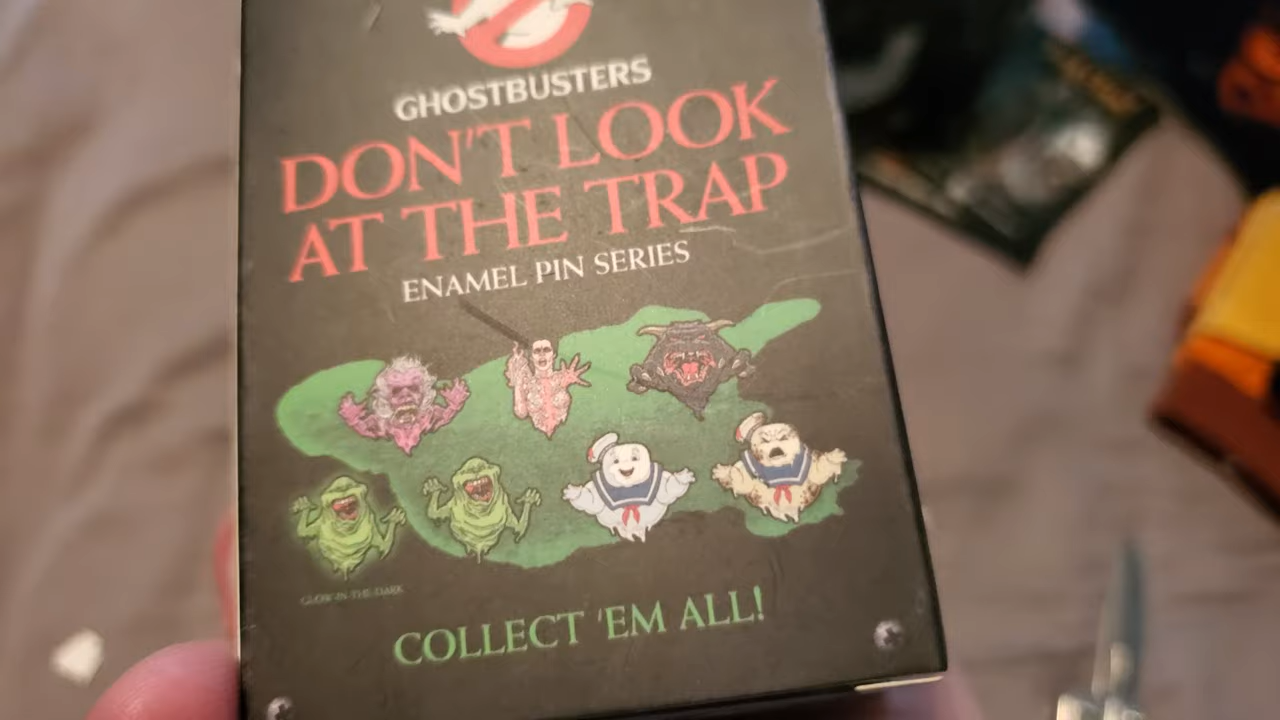 GHOSTBUSTERS
DON'T LOOK
AT THE TRAP
ENAMEL PIN SERIES
GLOW-IN-THE-DARK
COLLECT 'EM ALL!